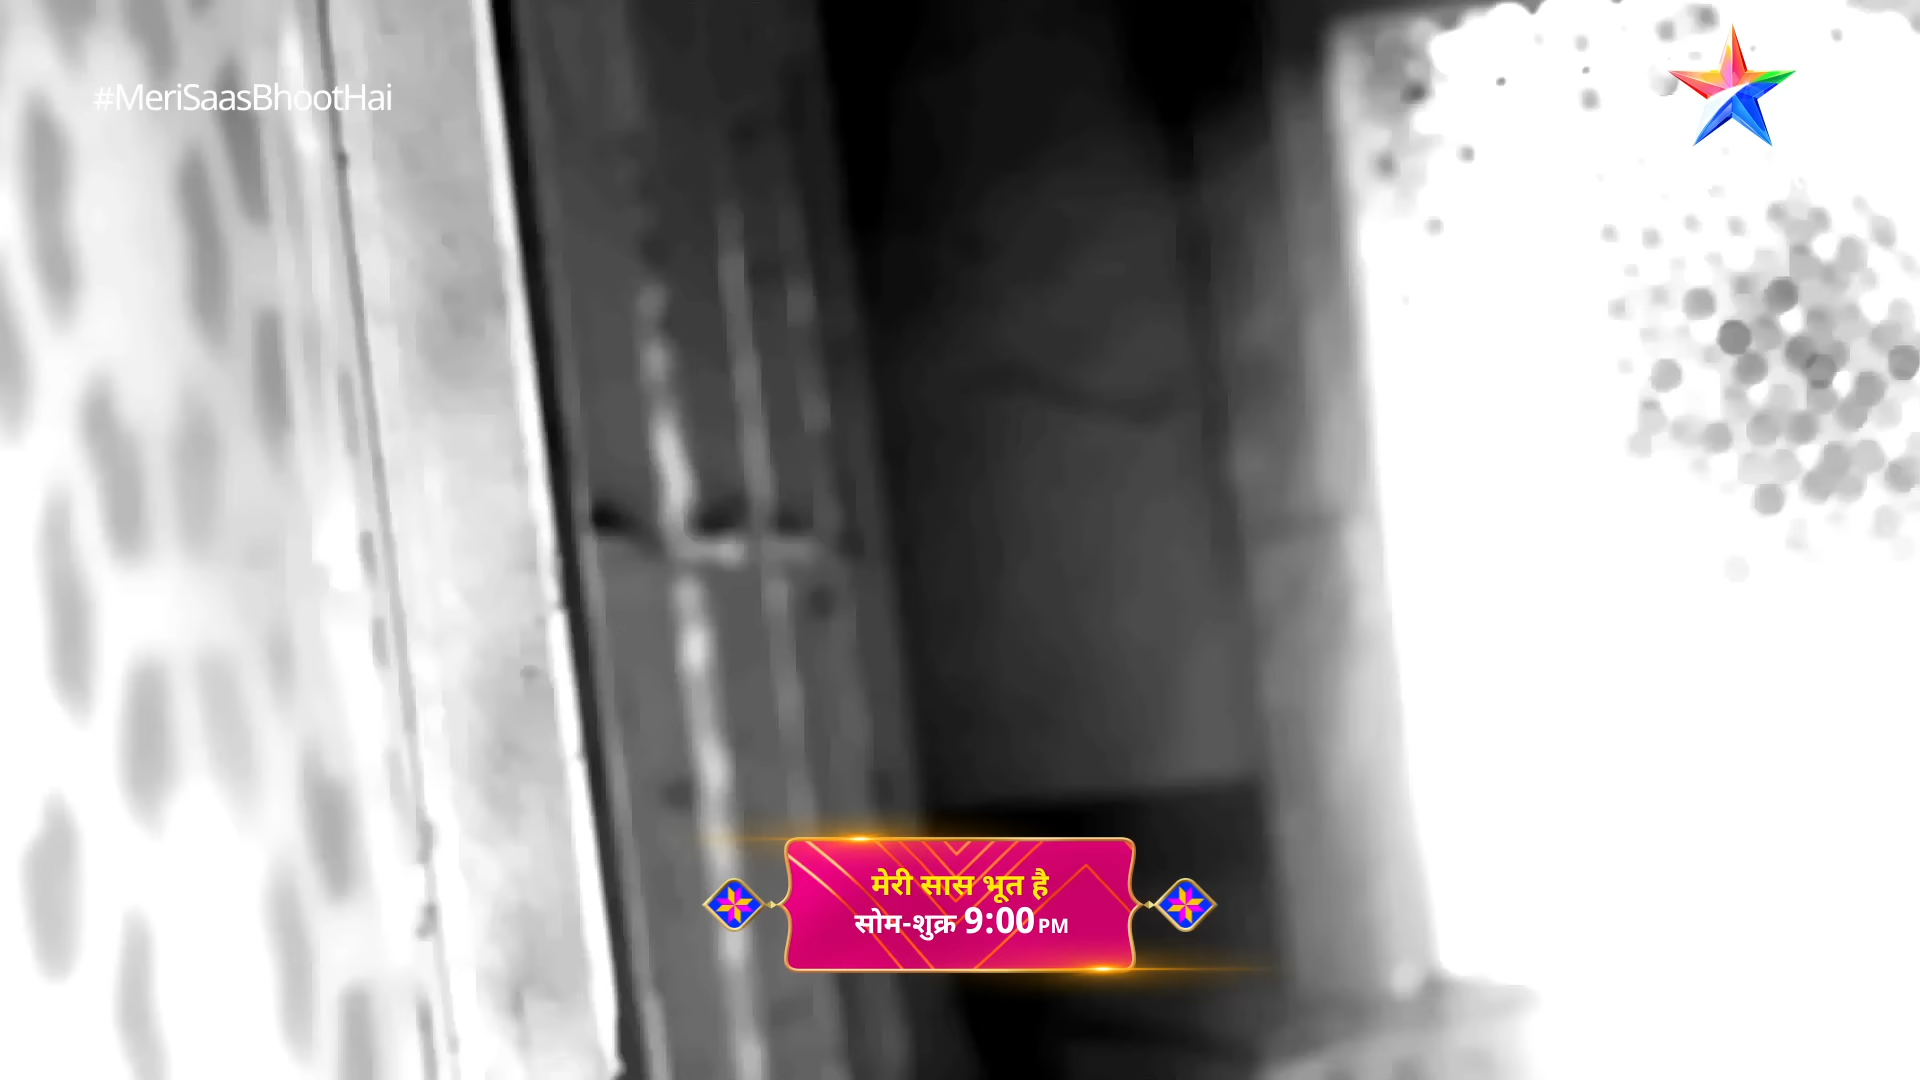 #MeriSaasBhootHai
मेरी सास भूत है
सोम-शुक्र 9:00 PM